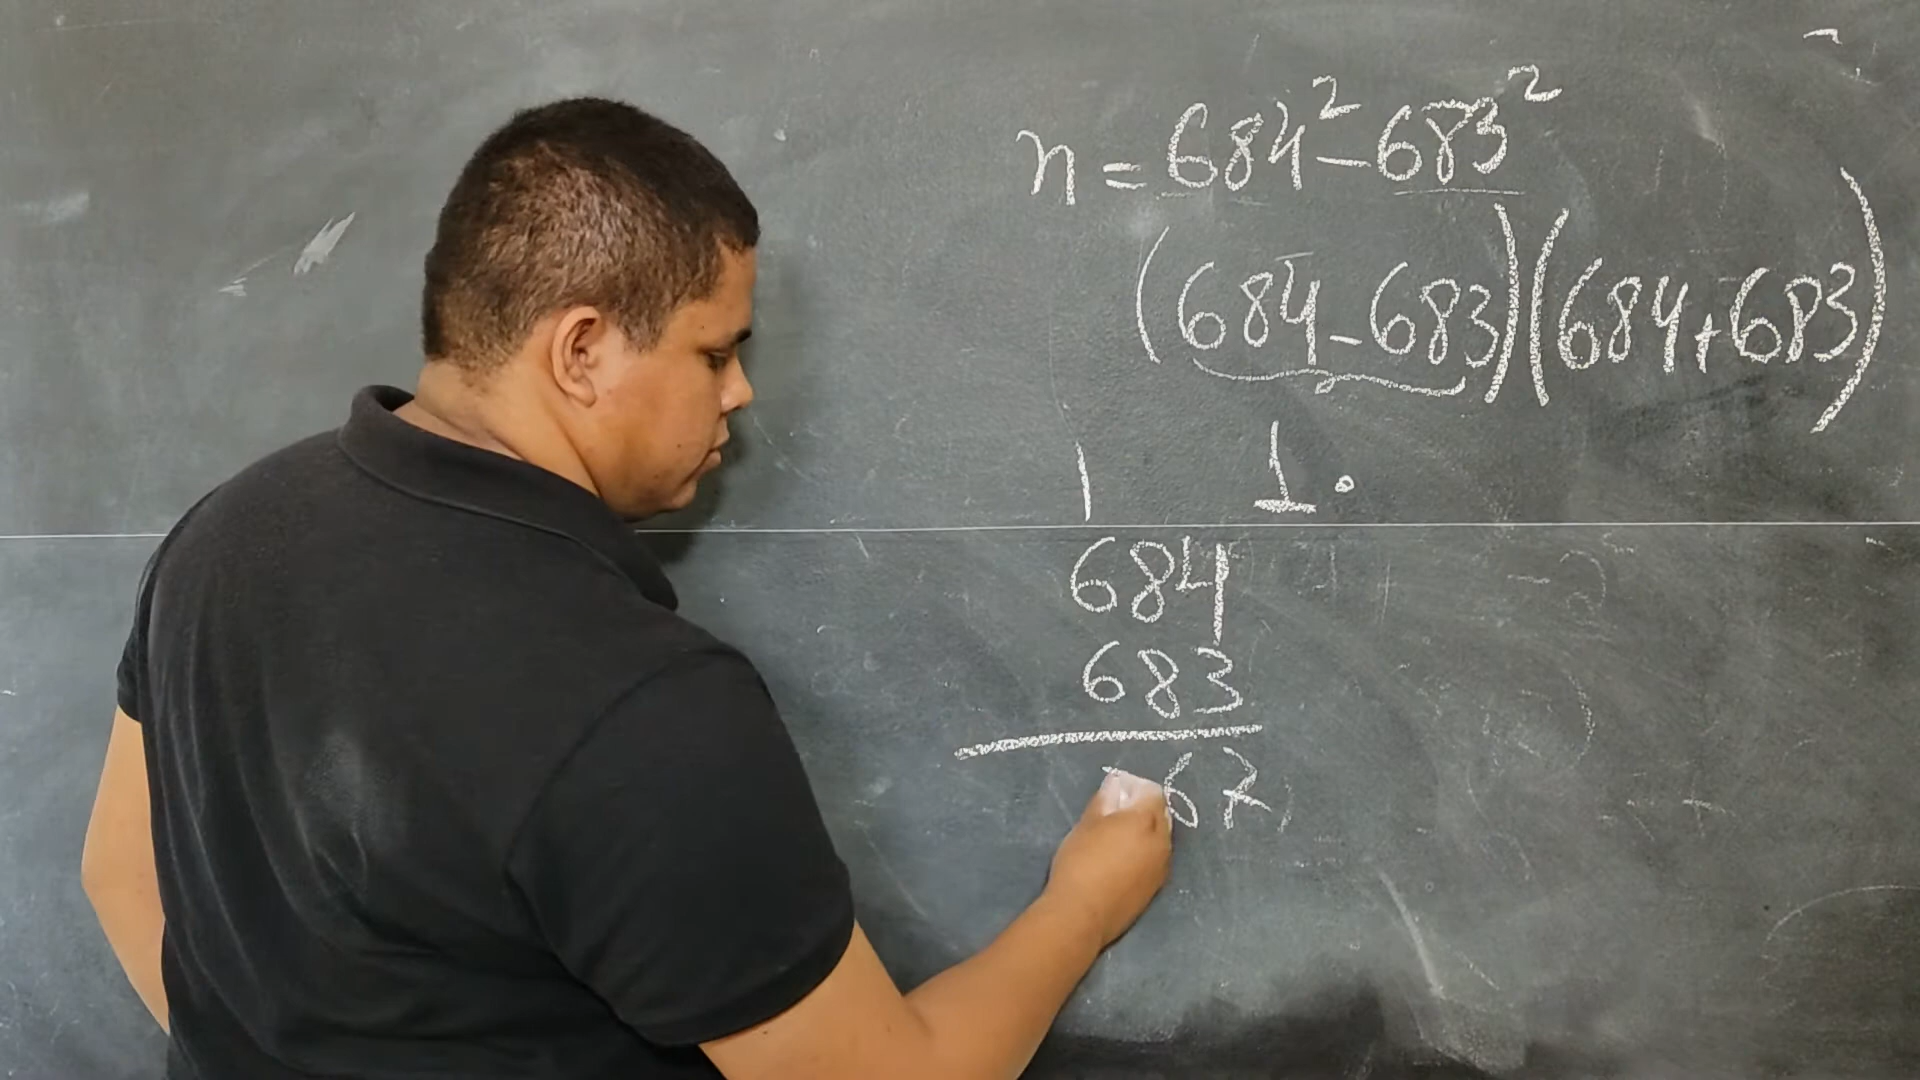 n = 684² - 683²
(684 - 683)(684 + 683)
1 1 .
684
683
67